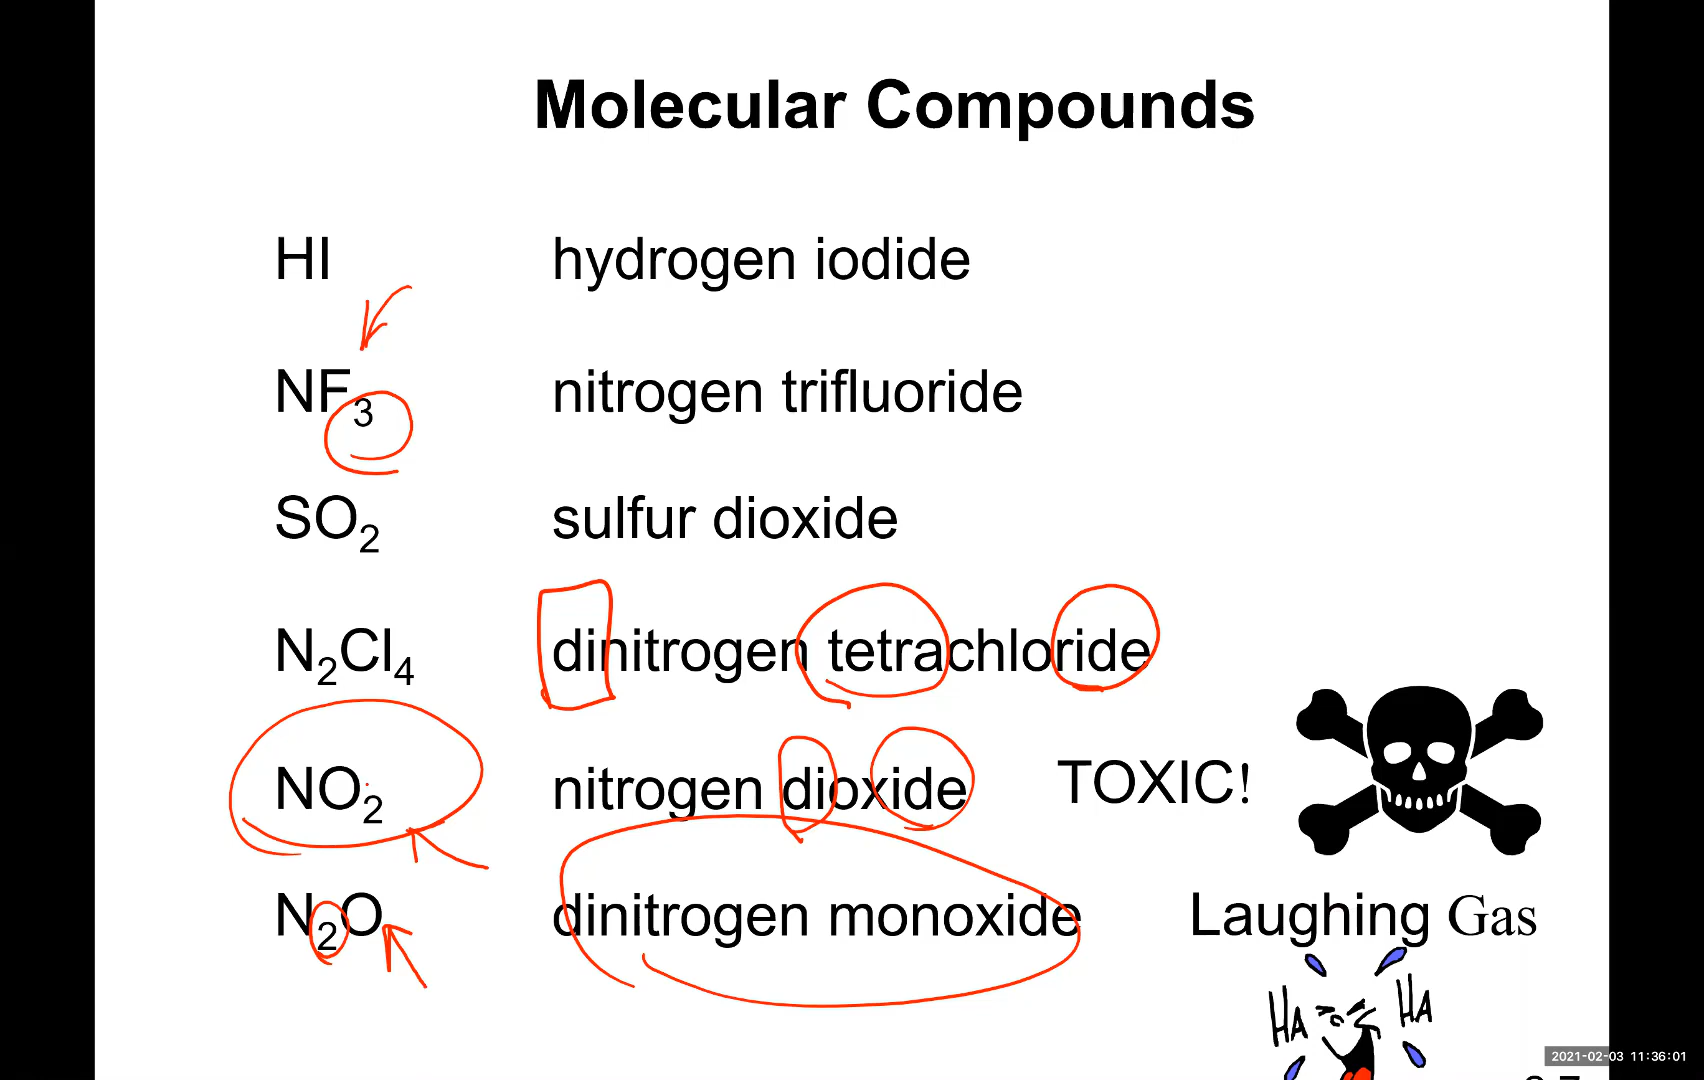 Molecular Compounds
HI hydrogen iodide
NF₃ nitrogen trifluoride
SO₂ sulfur dioxide
N₂Cl₄ dinitrogen tetrachloride
NO₂ nitrogen dioxide TOXIC!
N₂O dinitrogen monoxide Laughing Gas
HA HA
2021-02-03 11:36:01